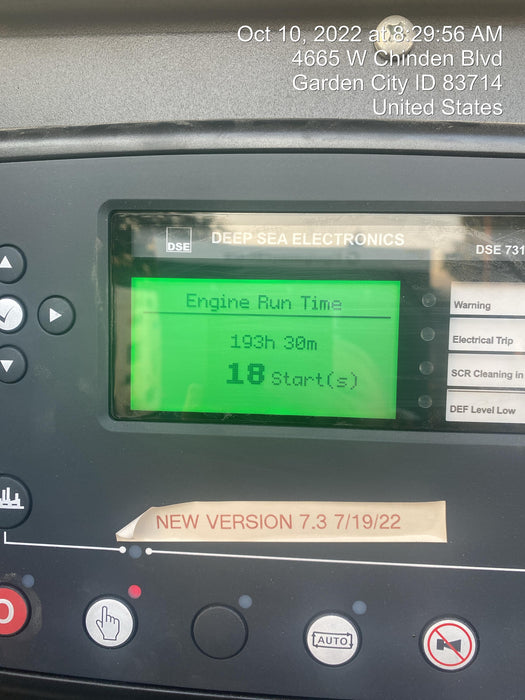 Oct 10, 2022 at 8:29:56 AM
4665 W Chinden Blvd
Garden City ID 83714
United States
DSE
DEEP SEA ELECTRONICS
DSE 731
Engine Run Time
193h 30m
18 Start(s)
Warning
Electrical Trip
SCR Cleaning in
DEF Level Low
NEW VERSION 7.3 7/19/22
O
AUTO